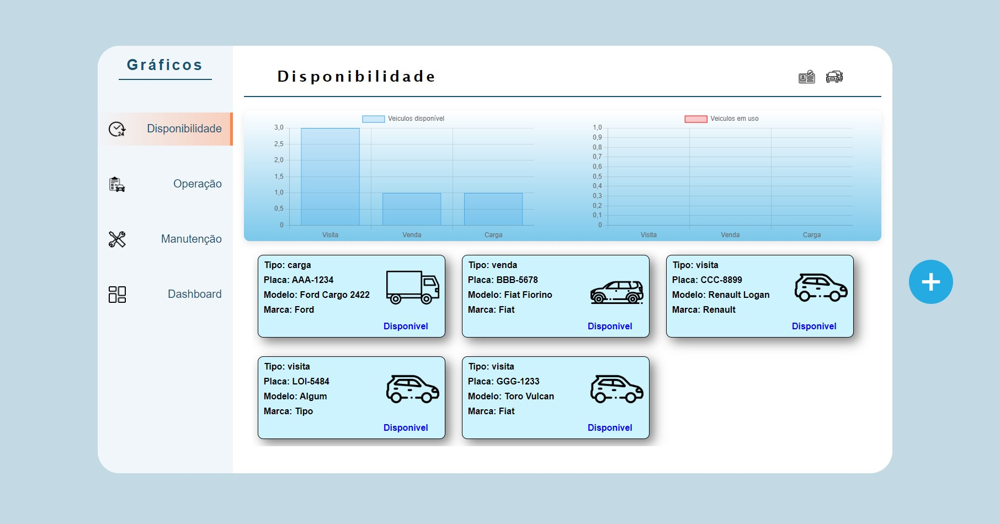 Gráficos
Disponibilidade
24
Operação
Manutenção
Dashboard
Disponibilidade
Veiculos disponível
3,0
2,5
2,0
1,5
1,0
0,5
0
Visita Venda Carga
Veiculos em uso
1,0
0,9
0,8
0,7
0,6
0,5
0,4
0,3
0,2
0,1
0
Visita Venda Carga
Tipo: carga
Placa: AAA-1234
Modelo: Ford Cargo 2422
Marca: Ford
Disponivel
Tipo: venda
Placa: BBB-5678
Modelo: Fiat Fiorino
Marca: Fiat
Disponivel
Tipo: visita
Placa: CCC-8899
Modelo: Renault Logan
Marca: Renault
Disponivel
Tipo: visita
Placa: LOI-5484
Modelo: Algum
Marca: Tipo
Disponivel
Tipo: visita
Placa: GGG-1233
Modelo: Toro Vulcan
Marca: Fiat
Disponivel
+